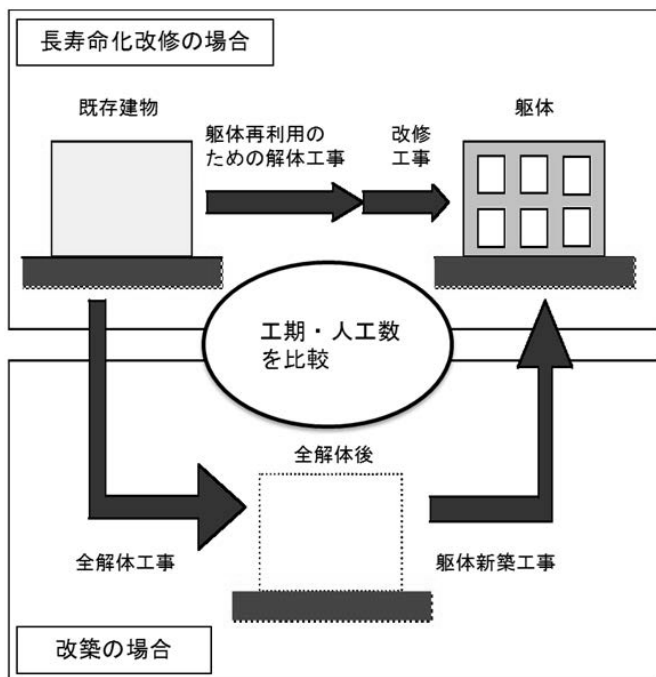 長寿命化改修の場合
既存建物
躯体再利用の
ための解体工事
改修
工事
躯体
工期・人工数
を比較
全解体後
全解体工事
躯体新築工事
改築の場合